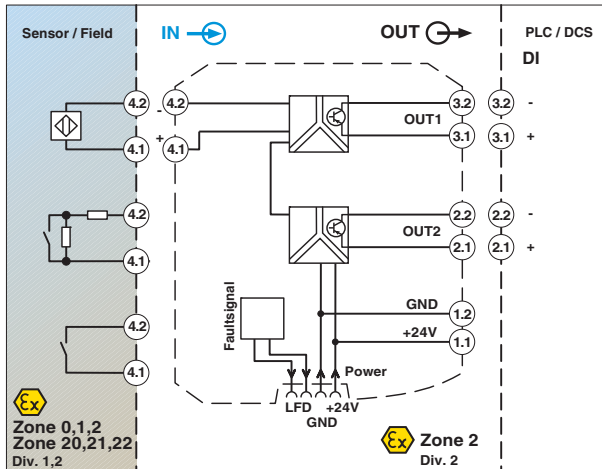 Sensor / Field
IN
OUT
PLC / DCS
DI
4.2
-
4.2
3.2
3.2
-
OUT1
4.1
+
4.1
3.1
3.1
+
4.2
2.2
2.2
-
OUT2
4.1
2.1
2.1
+
Faultsignal
GND
1.2
4.2
+24V
1.1
4.1
Power
LFD
+24V
GND
Ex
Zone 0,1,2
Zone 20,21,22
Div. 1,2
Ex
Zone 2
Div. 2